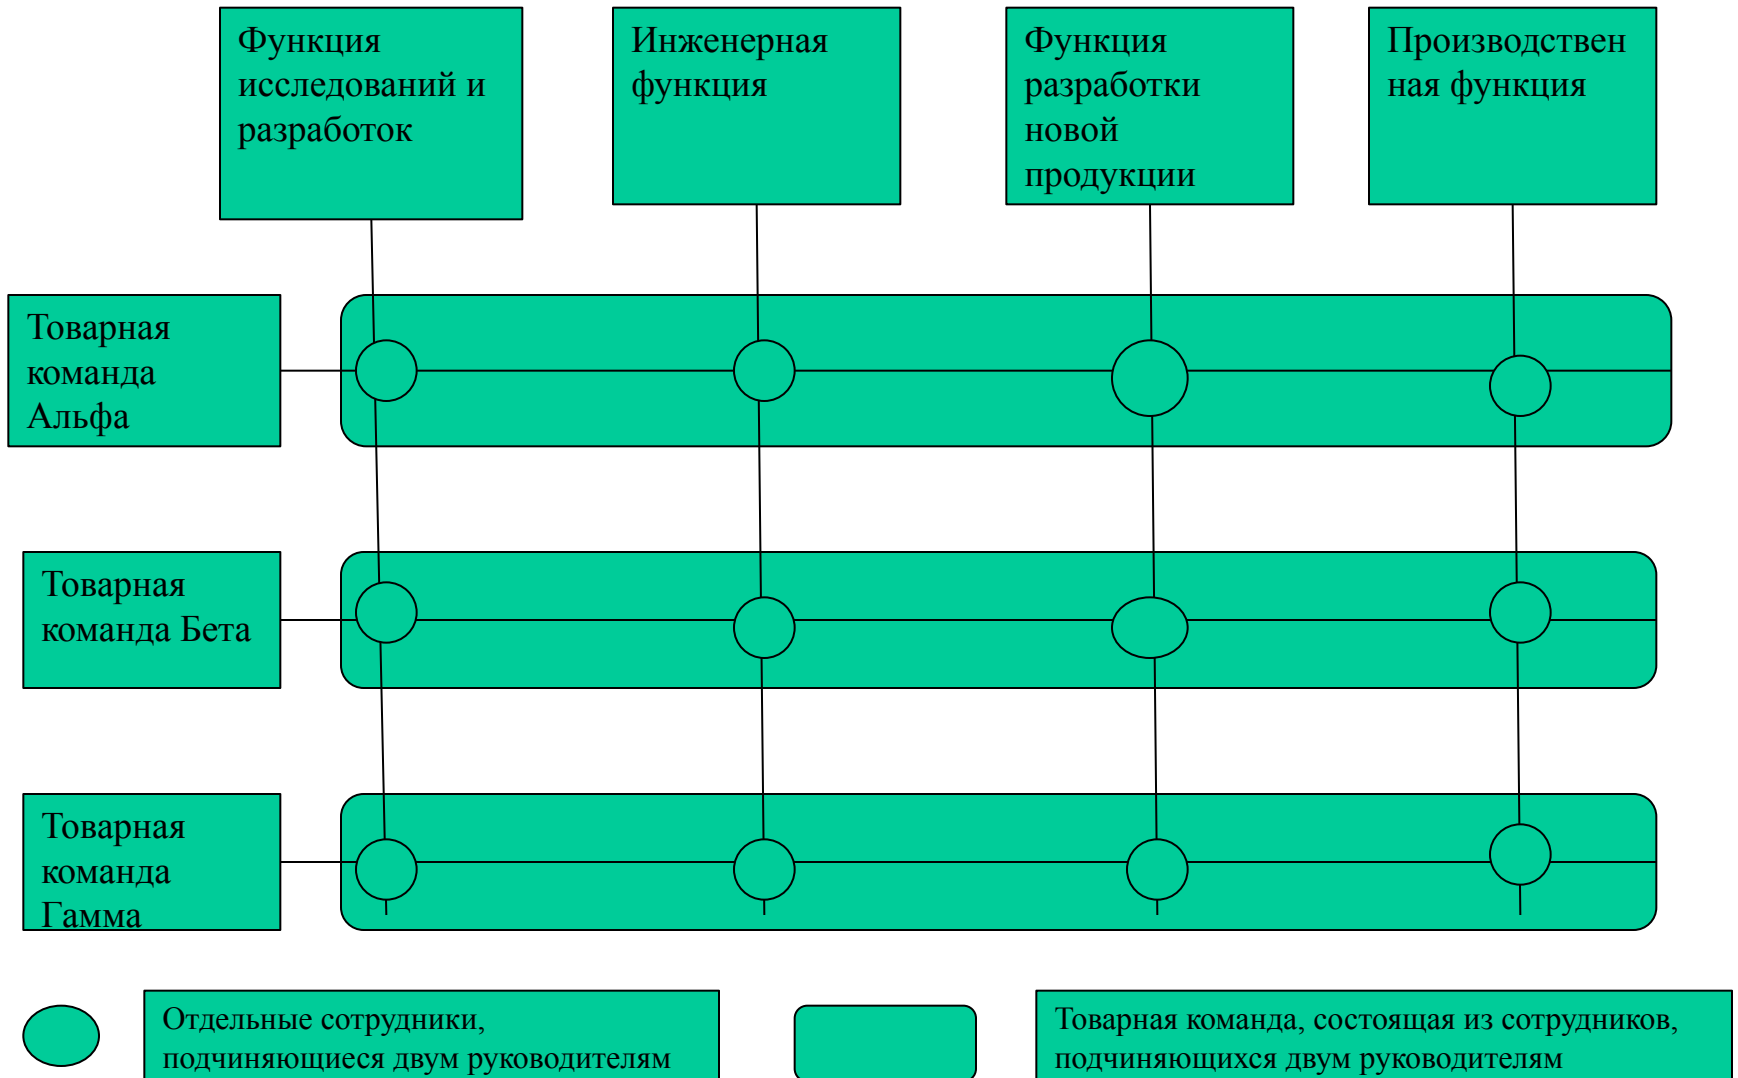 Функция
исследований и
разработок
Инженерная
функция
Функция
разработки
новой
продукции
Производствен
ная функция
Товарная
команда
Альфа
Товарная
команда Бета
Товарная
команда
Гамма
Отдельные сотрудники,
подчиняющиеся двум руководителям
Товарная команда, состоящая из сотрудников,
подчиняющихся двум руководителям